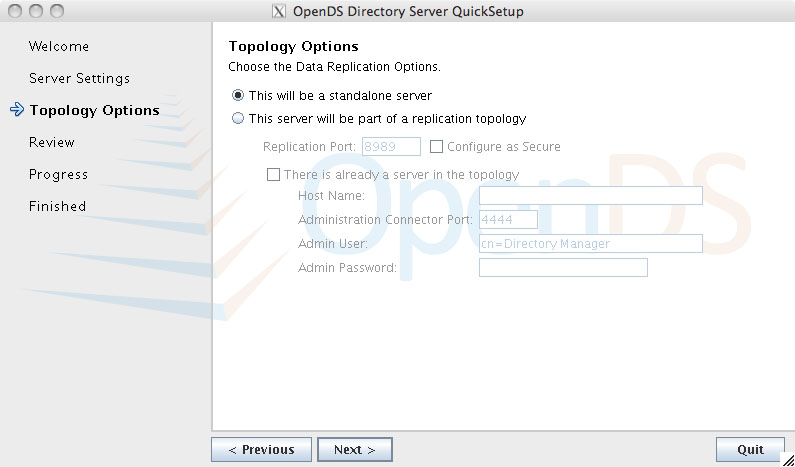 OpenDS Directory Server QuickSetup
Welcome
Server Settings
Topology Options
Review
Progress
Finished
Topology Options
Choose the Data Replication Options.
This will be a standalone server
This server will be part of a replication topology
Replication Port: 8989 Configure as Secure
There is already a server in the topology
Host Name:
Administration Connector Port: 4444
Admin User: cn=Directory Manager
Admin Password:
OpenDS
< Previous Next > Quit